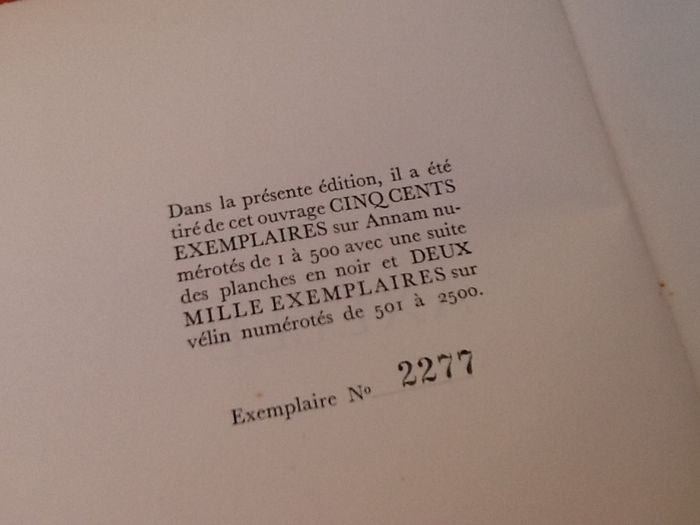 Dans la présente édition, il a été
tiré de cet ouvrage CINQ CENTS
EXEMPLAIRES sur Annam nu-
mérotés de 1 à 500 avec une suite
des planches en noir et DEUX
MILLE EXEMPLAIRES sur
vélin numérotés de 501 à 2500.
Exemplaire Nº 2277